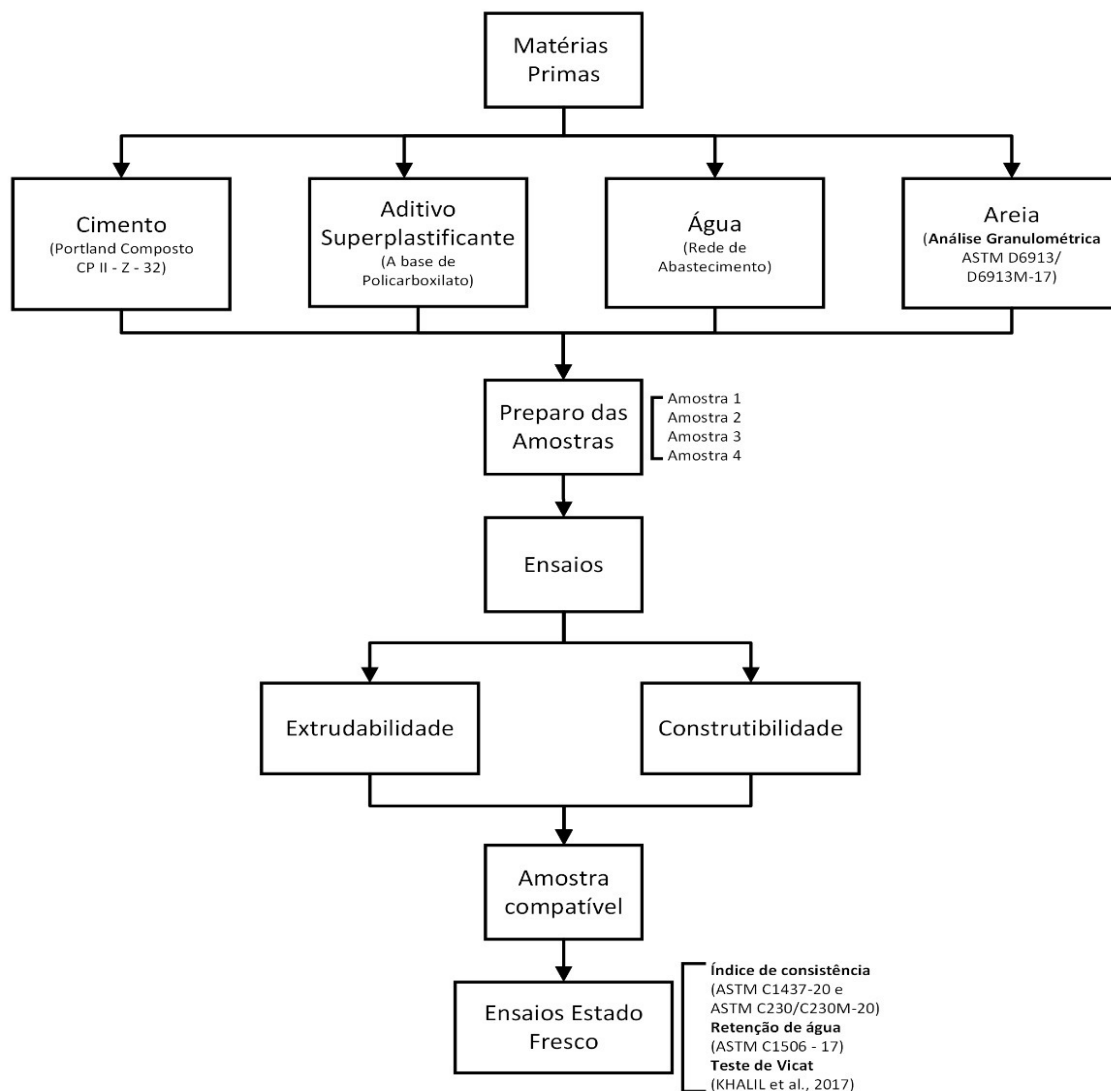 Matérias
Primas
Cimento
(Portland Composto
CP II - Z - 32)
Aditivo
Superplastificante
(A base de
Policarboxilato)
Água
(Rede de
Abastecimento)
Areia
(Análise Granulométrica
ASTM D6913/
D6913M-17)
Preparo das
Amostras
Amostra 1
Amostra 2
Amostra 3
Amostra 4
Ensaios
Extrudabilidade
Construtibilidade
Amostra
compatível
Ensaios Estado
Fresco
Índice de consistência
(ASTM C1437-20 e
ASTM C230/C230M-20)
Retenção de água
(ASTM C1506 - 17)
Teste de Vicat
(KHALIL et al., 2017)